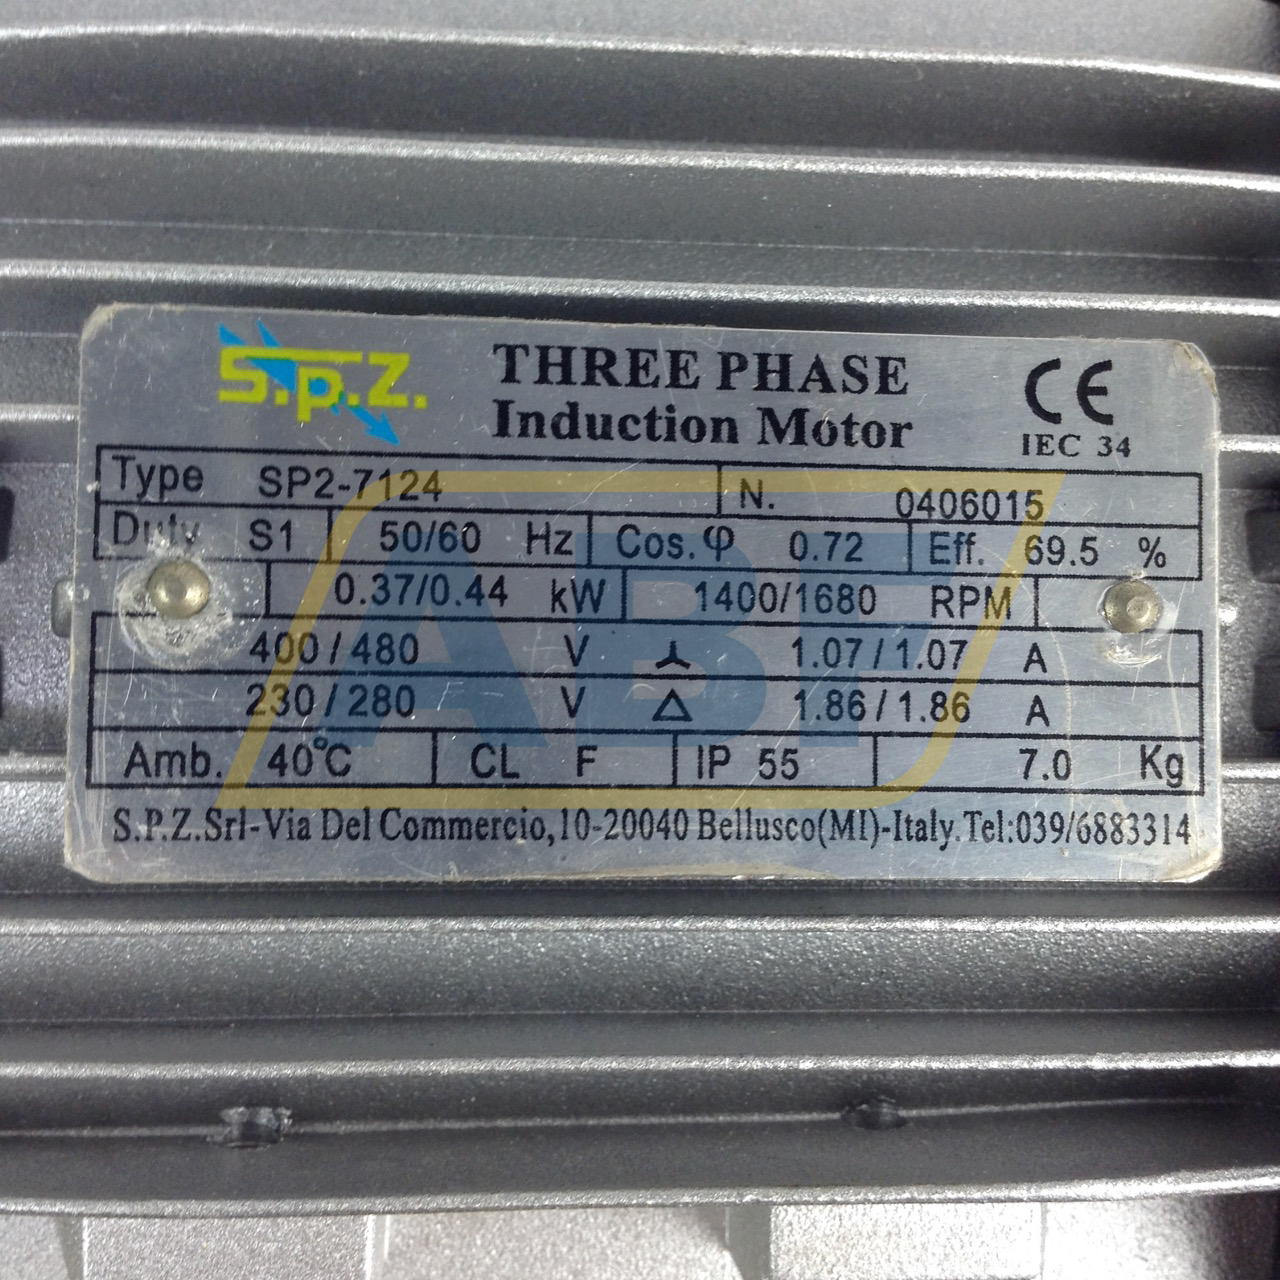 s.p.z.
THREE PHASE
Induction Motor
CE
IEC 34
Type SP2-7124 N. 0406015
Duty S1 50/60 Hz Cos.φ 0.72 Eff. 69.5 %
0.37/0.44 kW 1400/1680 RPM
400/480 V 1.07/1.07 A
230/280 V △ 1.86/1.86 A
Amb. 40°C CL F IP 55 7.0 Kg
S.P.Z.Srl-Via Del Commercio,10-20040 Bellusco(MI)-Italy.Tel:039/6883314
ABF